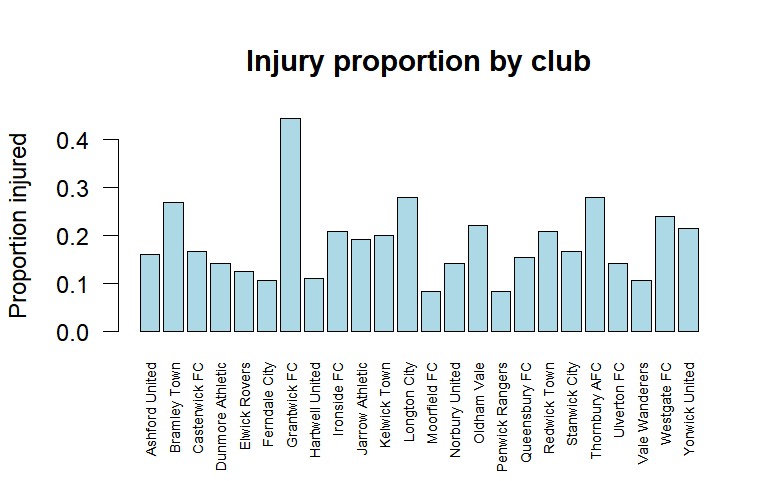 Injury proportion by club
Proportion injured
0.4
0.3
0.2
0.1
0.0
Ashford United
Bramley Town
Casterwick FC
Dunmore Athletic
Elwick Rovers
Ferndale City
Grantwick FC
Hartwell United
Ironside FC
Jarrow Athletic
Kelwick Town
Longton City
Moorfield FC
Norbury United
Oldham Vale
Penwick Rangers
Queensbury FC
Redwick Town
Stanwick City
Thornbury AFC
Ulverton FC
Vale Wanderers
Westgate FC
Yorwick United